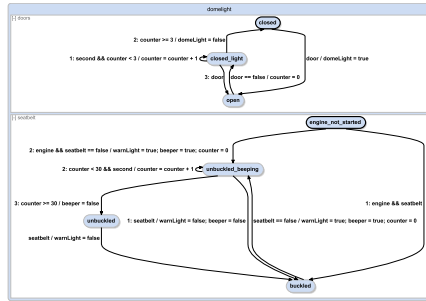 domelight
[-] doors
closed
2: counter >= 3 / domeLight = false
1: second && counter < 3 / counter = counter + 1
closed_light
door / domeLight = true
3: door
door == false / counter = 0
open
[-] seatbelt
engine_not_started
2: engine && seatbelt == false / warnLight = true; beeper = true; counter = 0
2: counter < 30 && second / counter = counter + 1
unbuckled_beeping
3: counter >= 30 / beeper = false
1: engine && seatbelt
unbuckled
1: seatbelt / warnLight = false; beeper = false
seatbelt == false / warnLight = true; beeper = true; counter = 0
seatbelt / warnLight = false
buckled